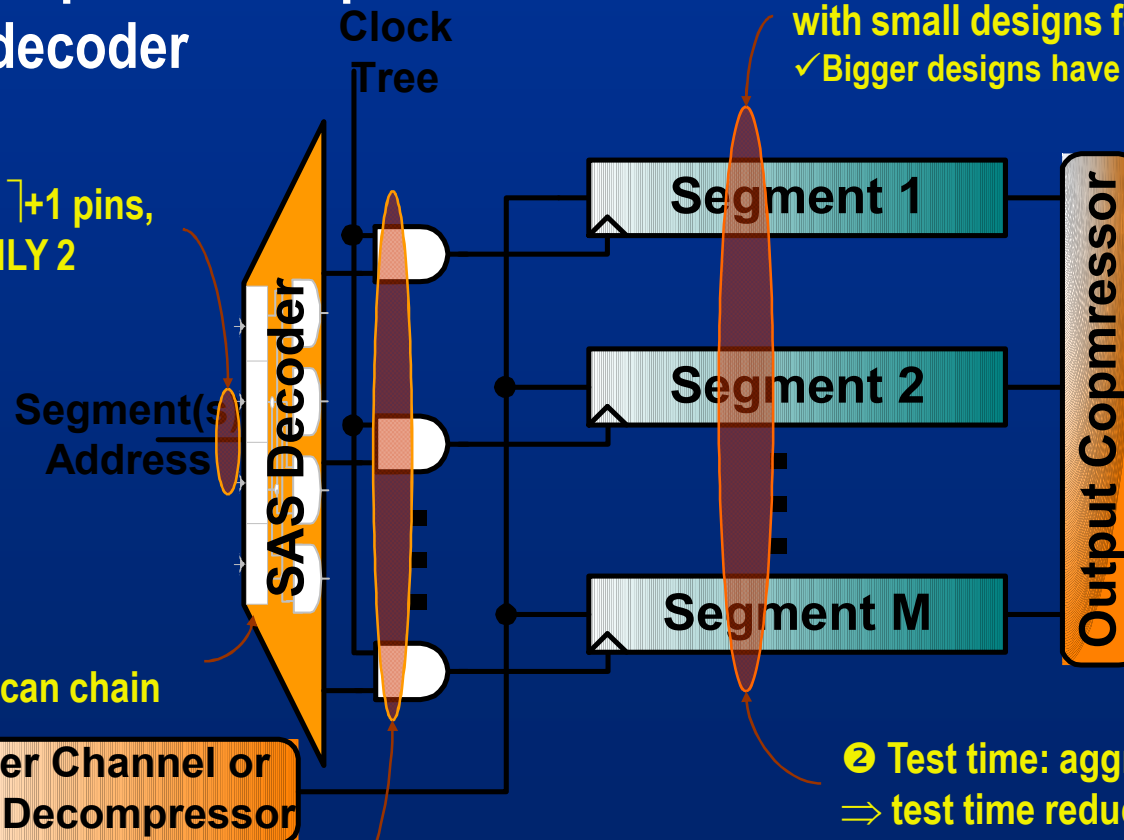 decoder
Clock
Tree
with small designs f
✓Bigger designs have
⌉+1 pins,
NLY 2
Segment 1
SAS Decoder
Segment(s)
Address
Segment 2
Output Copmressor
Segment M
can chain
er Channel or
Decompressor
❷ Test time: agg
⇒ test time redu